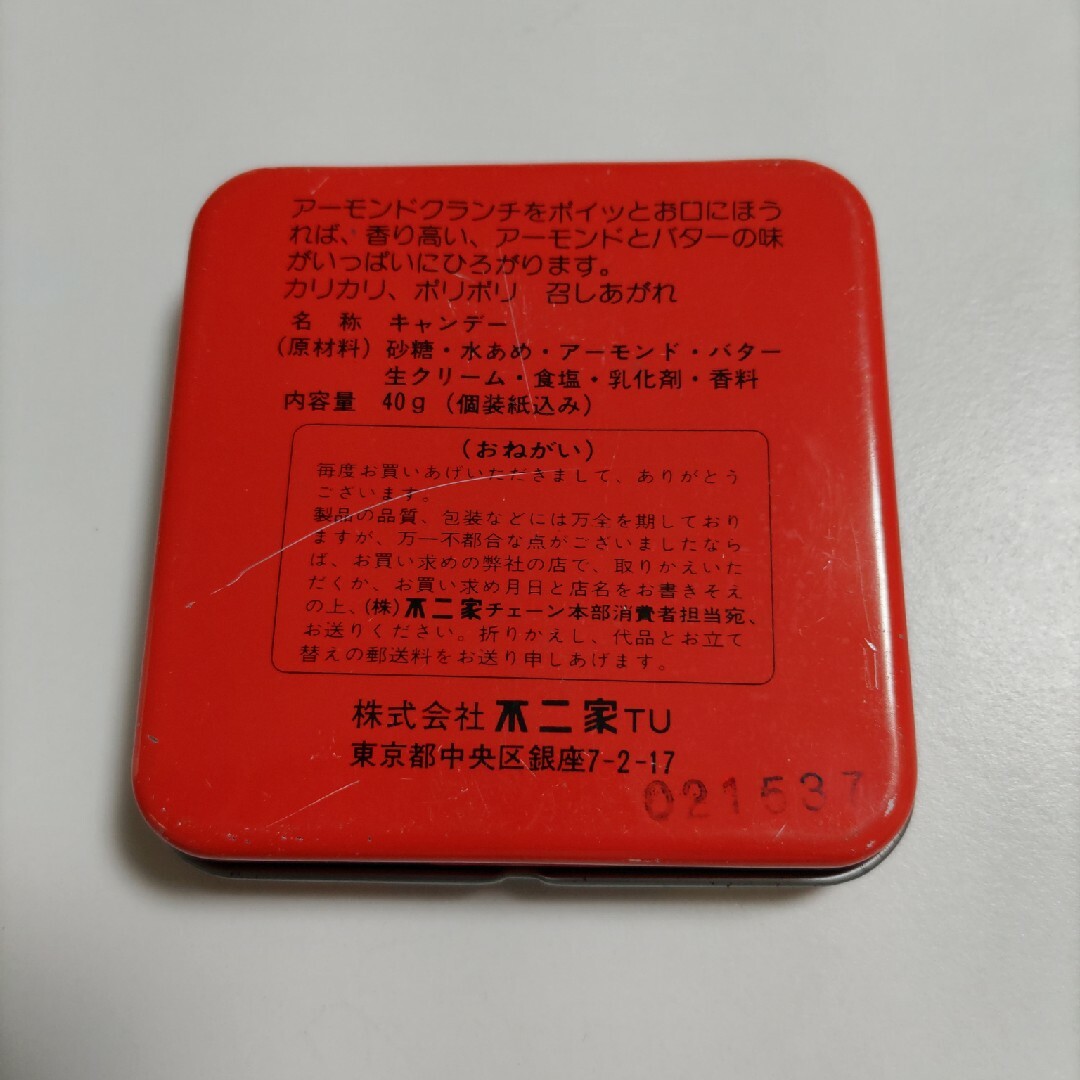 アーモンドクランチをポイッとお口にほう
れば、香り高い、アーモンドとバターの味
がいっぱいにひろがります。
カリカリ、ポリポリ 召しあがれ
名 称 キャンデー
(原材料) 砂糖・水あめ・アーモンド・バター
生クリーム・食塩・乳化剤・香料
内容量 40g (個装紙込み)
(おねがい)
毎度お買いあげいただきまして、ありがとう
ございます。
製品の品質、包装などには万全を期しており
ますが、万一不都合な点がございましたなら
ば、お買い求めの弊社の店で、取りかえいた
だくか、お買い求め月日と店名をお書きそえ
の上、(株)不二家チェーン本部消費者担当宛、
お送りください。折りかえし、代品とお立て
替えの郵送料をお送り申しあげます。
株式会社 不二家TU
東京都中央区銀座7-2-17
021537